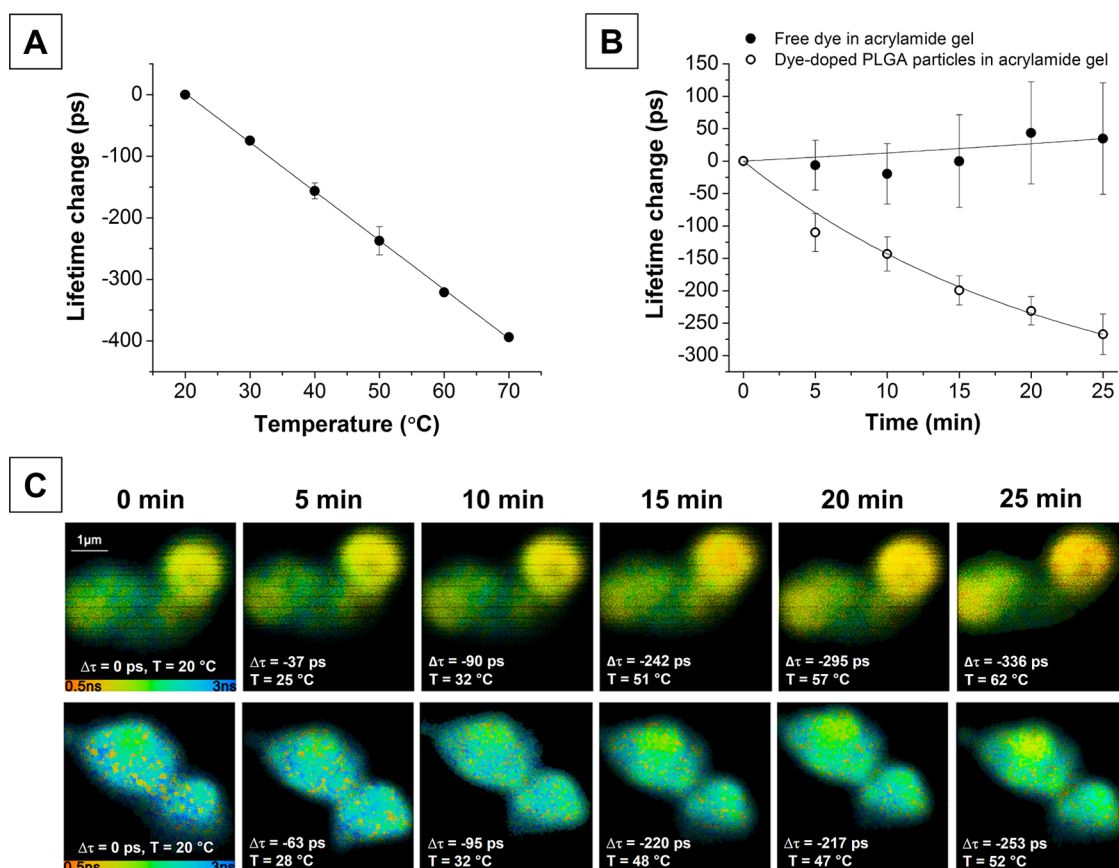 A
Lifetime change (ps)
0
-100
-200
-300
-400
20 30 40 50 60 70
Temperature (°C)
B
Free dye in acrylamide gel
Dye-doped PLGA particles in acrylamide gel
Lifetime change (ps)
150
100
50
0
-50
-100
-150
-200
-250
-300
0 5 10 15 20 25
Time (min)
C
0 min 5 min 10 min 15 min 20 min 25 min
1µm
Δτ = 0 ps, T = 20 °C
0.5ns 3ns
Δτ = -37 ps
T = 25 °C
Δτ = -90 ps
T = 32 °C
Δτ = -242 ps
T = 51 °C
Δτ = -295 ps
T = 57 °C
Δτ = -336 ps
T = 62 °C
Δτ = 0 ps, T = 20 °C
0.5ns 3ns
Δτ = -63 ps
T = 28 °C
Δτ = -95 ps
T = 32 °C
Δτ = -220 ps
T = 48 °C
Δτ = -217 ps
T = 47 °C
Δτ = -253 ps
T = 52 °C